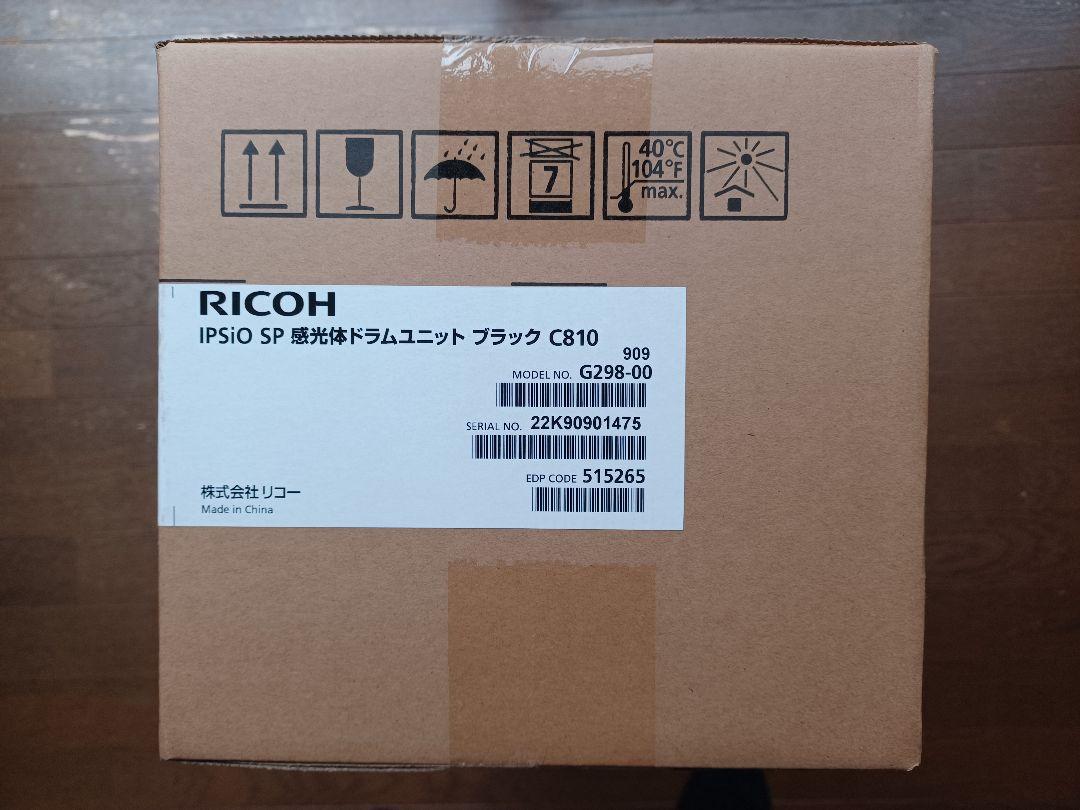 7
40°C
104°F
max.
RICOH
IPSiO SP 感光体ドラムユニット ブラック C810
909
MODEL NO. G298-00
SERIAL NO. 22K90901475
EDP CODE 515265
株式会社リコー
Made in China